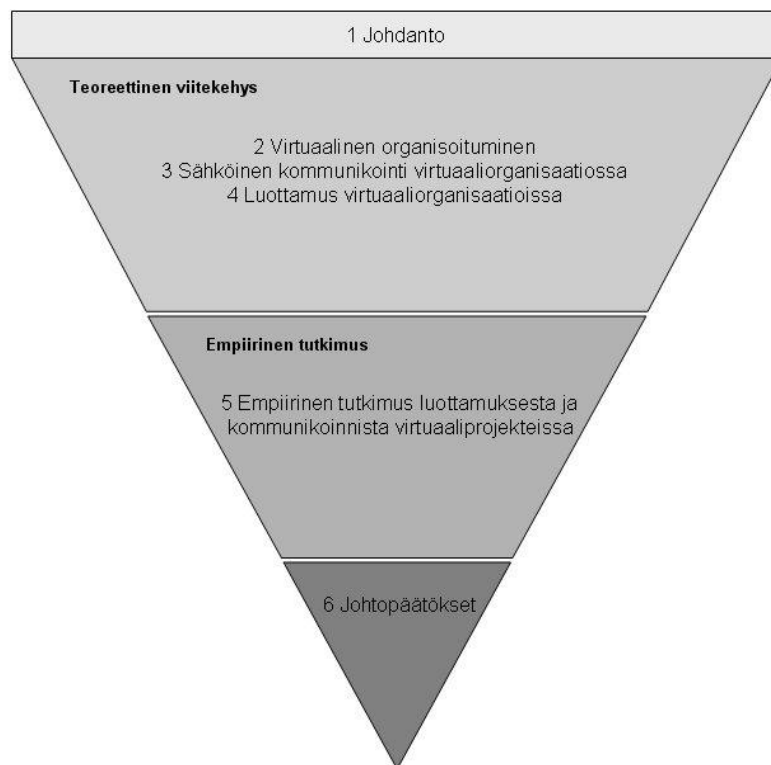 1 Johdanto
Teoreettinen viitekehys
2 Virtuaalinen organisoituminen
3 Sähköinen kommunikointi virtuaaliorganisaatiossa
4 Luottamus virtuaaliorganisaatioissa
Empiirinen tutkimus
5 Empiirinen tutkimus luottamuksesta ja
kommunikoinnista virtuaaliprojekteissa
6 Johtopäätökset